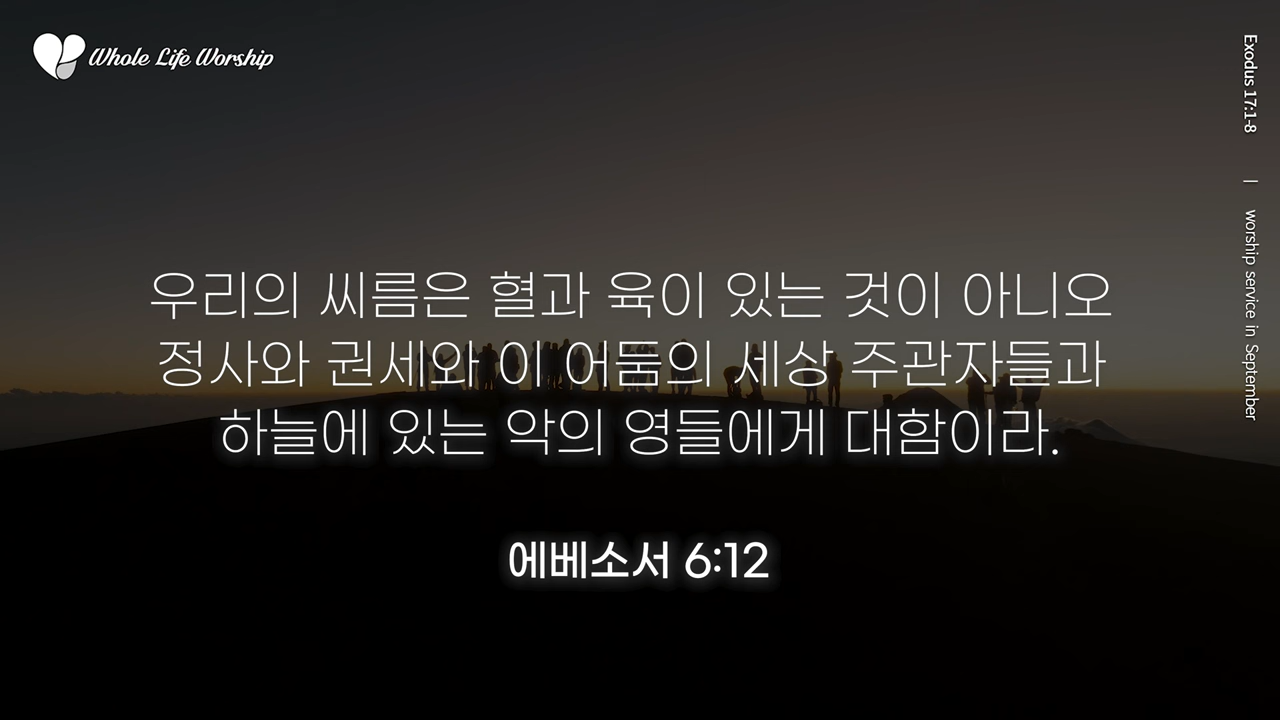 Whole Life Worship
우리의 씨름은 혈과 육이 있는 것이 아니오
정사와 권세와 이 어둠의 세상 주관자들과
하늘에 있는 악의 영들에게 대함이라.
에베소서 6:12
Exodus 17:1-8 | worship service in September